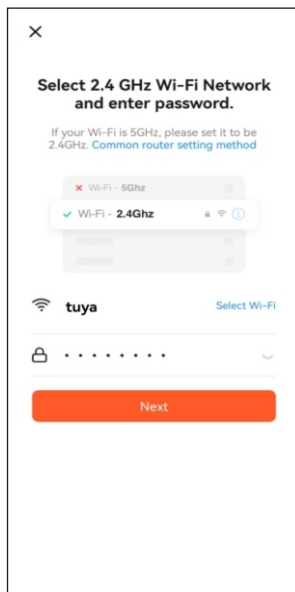 Select 2.4 GHz Wi-Fi Network
and enter password.
If your Wi-Fi is 5GHz, please set it to be
2.4GHz. Common router setting method
Wi-Fi - 5Ghz
Wi-Fi - 2.4Ghz
tuya Select Wi-Fi
Next